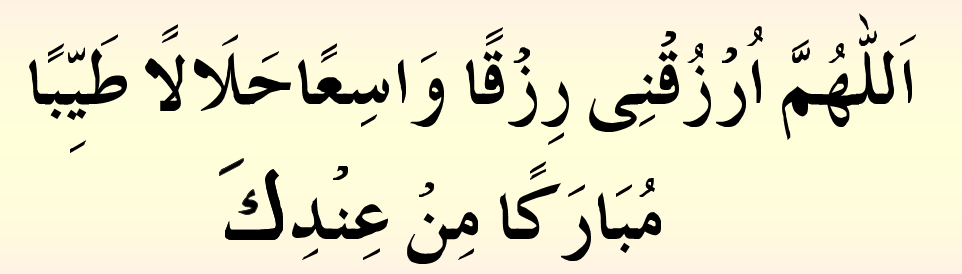 اَللّٰهُمَّ اُرْزُقْنِى رِزْقًا وَاسِعًا حَلَالًا طَيِّبًا
مُبَارَكًا مِنْ عِنْدِكَ